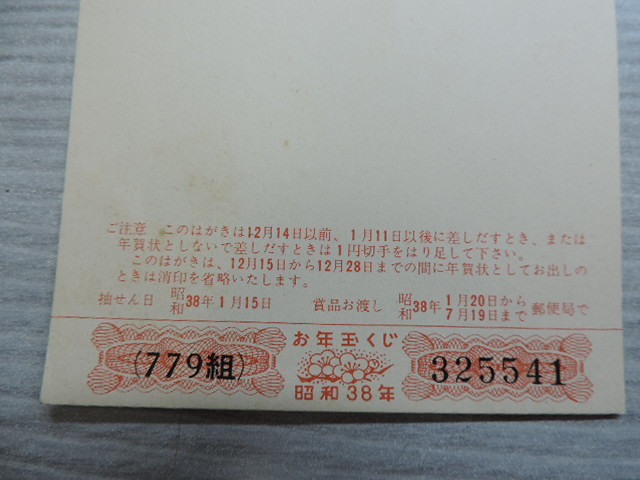 ご注意 このはがきは12月14日以前、1月11日以後に差しだすとき、または
年賀状としないで差しだすときは1円切手をはり足して下さい。
このはがきは、12月15日から12月28日までの間に年賀状としてお出しの
ときは消印を省略いたします。
抽せん日 昭和38年1月15日 賞品お渡し 昭和38年 1月20日から 7月19日まで 郵便局で
お年玉くじ
(779組) 325541
昭和38年